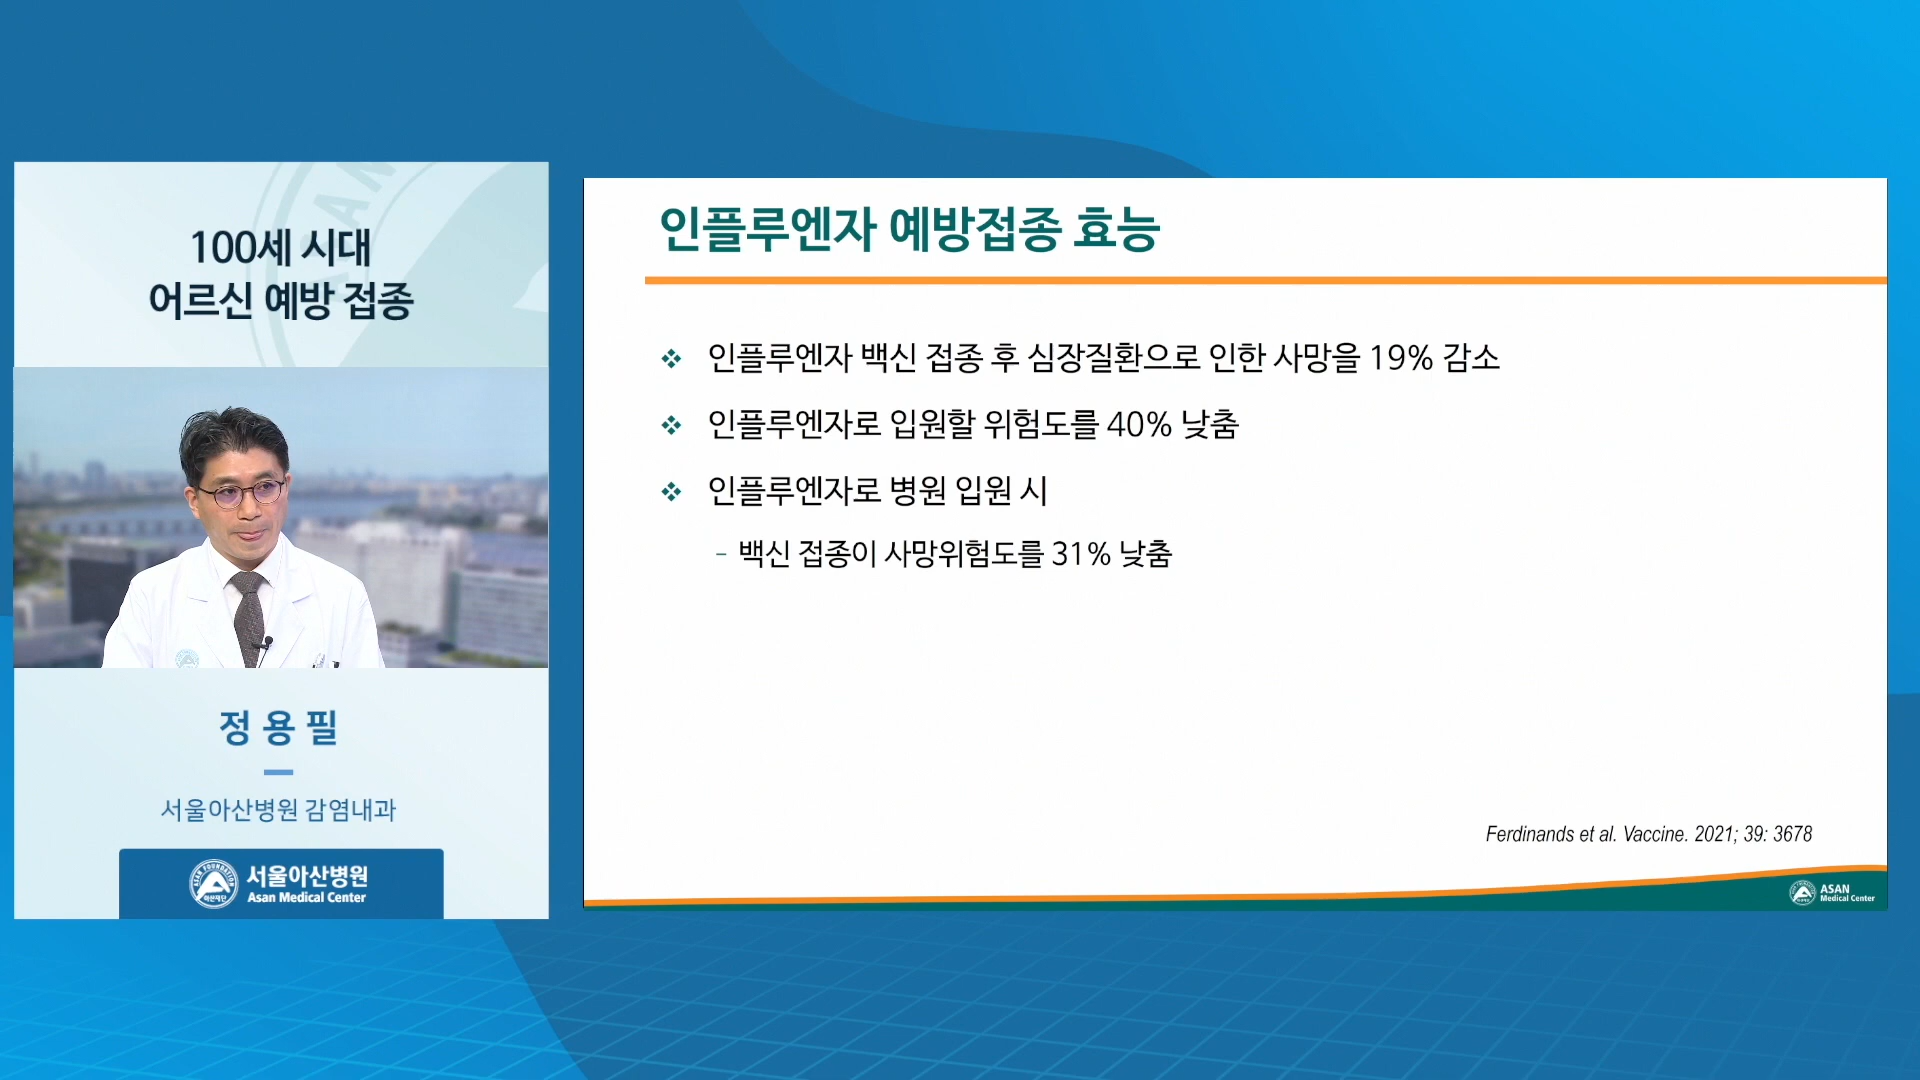 100세 시대
어르신 예방 접종
정 용 필
서울아산병원 감염내과
서울아산병원
Asan Medical Center
인플루엔자 예방접종 효능
❖ 인플루엔자 백신 접종 후 심장질환으로 인한 사망을 19% 감소
❖ 인플루엔자로 입원할 위험도를 40% 낮춤
❖ 인플루엔자로 병원 입원 시
– 백신 접종이 사망위험도를 31% 낮춤
Ferdinands et al. Vaccine. 2021; 39: 3678
ASAN
Medical Center